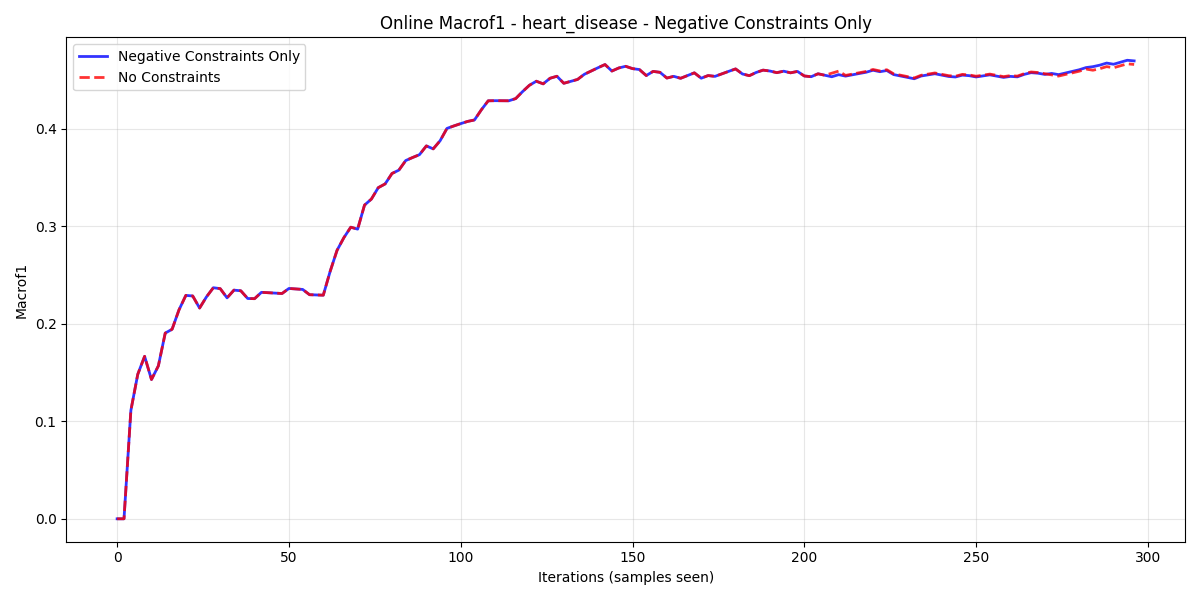 Online Macrof1 - heart_disease - Negative Constraints Only
Negative Constraints Only
No Constraints
Macrof1
0.4
0.3
0.2
0.1
0.0
0 50 100 150 200 250 300
Iterations (samples seen)